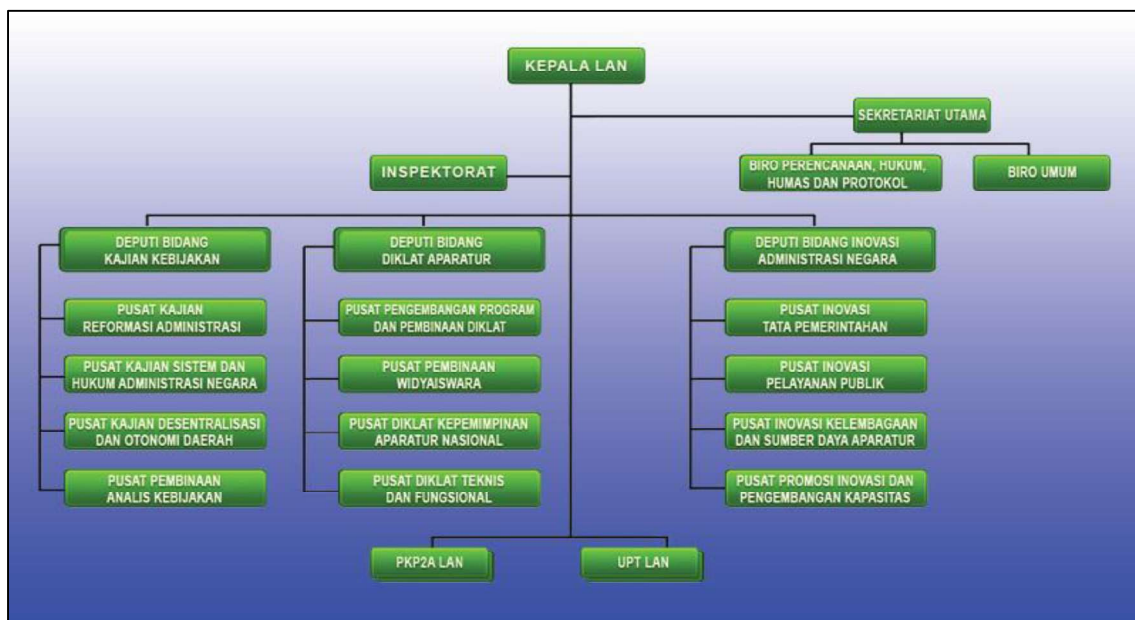 KEPALA LAN
SEKRETARIAT UTAMA
INSPEKTORAT
BIRO PERENCANAAN, HUKUM,
HUMAS DAN PROTOKOL
BIRO UMUM
DEPUTI BIDANG
KAJIAN KEBIJAKAN
PUSAT KAJIAN
REFORMASI ADMINISTRASI
PUSAT KAJIAN SISTEM DAN
HUKUM ADMINISTRASI NEGARA
PUSAT KAJIAN DESENTRALISASI
DAN OTONOMI DAERAH
PUSAT PEMBINAAN
ANALIS KEBIJAKAN
DEPUTI BIDANG
DIKLAT APARATUR
PUSAT PENGEMBANGAN PROGRAM
DAN PEMBINAAN DIKLAT
PUSAT PEMBINAAN
WIDYAISWARA
PUSAT DIKLAT KEPEMIMPINAN
APARATUR NASIONAL
PUSAT DIKLAT TEKNIS
DAN FUNGSIONAL
DEPUTI BIDANG INOVASI
ADMINISTRASI NEGARA
PUSAT INOVASI
TATA PEMERINTAHAN
PUSAT INOVASI
PELAYANAN PUBLIK
PUSAT INOVASI KELEMBAGAAN
DAN SUMBER DAYA APARATUR
PUSAT PROMOSI INOVASI DAN
PENGEMBANGAN KAPASITAS
PKP2A LAN
UPT LAN